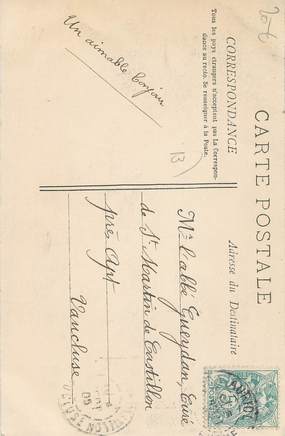 CARTE POSTALE
CORRESPONDANCE
Tous les pays étrangers n'acceptent pas la Correspon-
dance au recto. Se renseigner à la Poste.
Un aimable bonjour
13
Adresse du Destinataire
Mr l'abbé Gueydan, Curé
de St Martin de Castillon
près Apt
Vaucluse